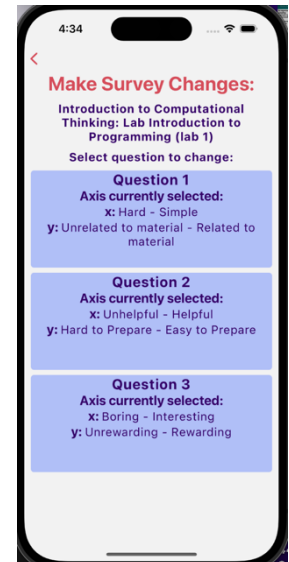 4:34
Make Survey Changes:
Introduction to Computational
Thinking: Lab Introduction to
Programming (lab 1)
Select question to change:
Question 1
Axis currently selected:
x: Hard - Simple
y: Unrelated to material - Related to
material
Question 2
Axis currently selected:
x: Unhelpful - Helpful
y: Hard to Prepare - Easy to Prepare
Question 3
Axis currently selected:
x: Boring - Interesting
y: Unrewarding - Rewarding